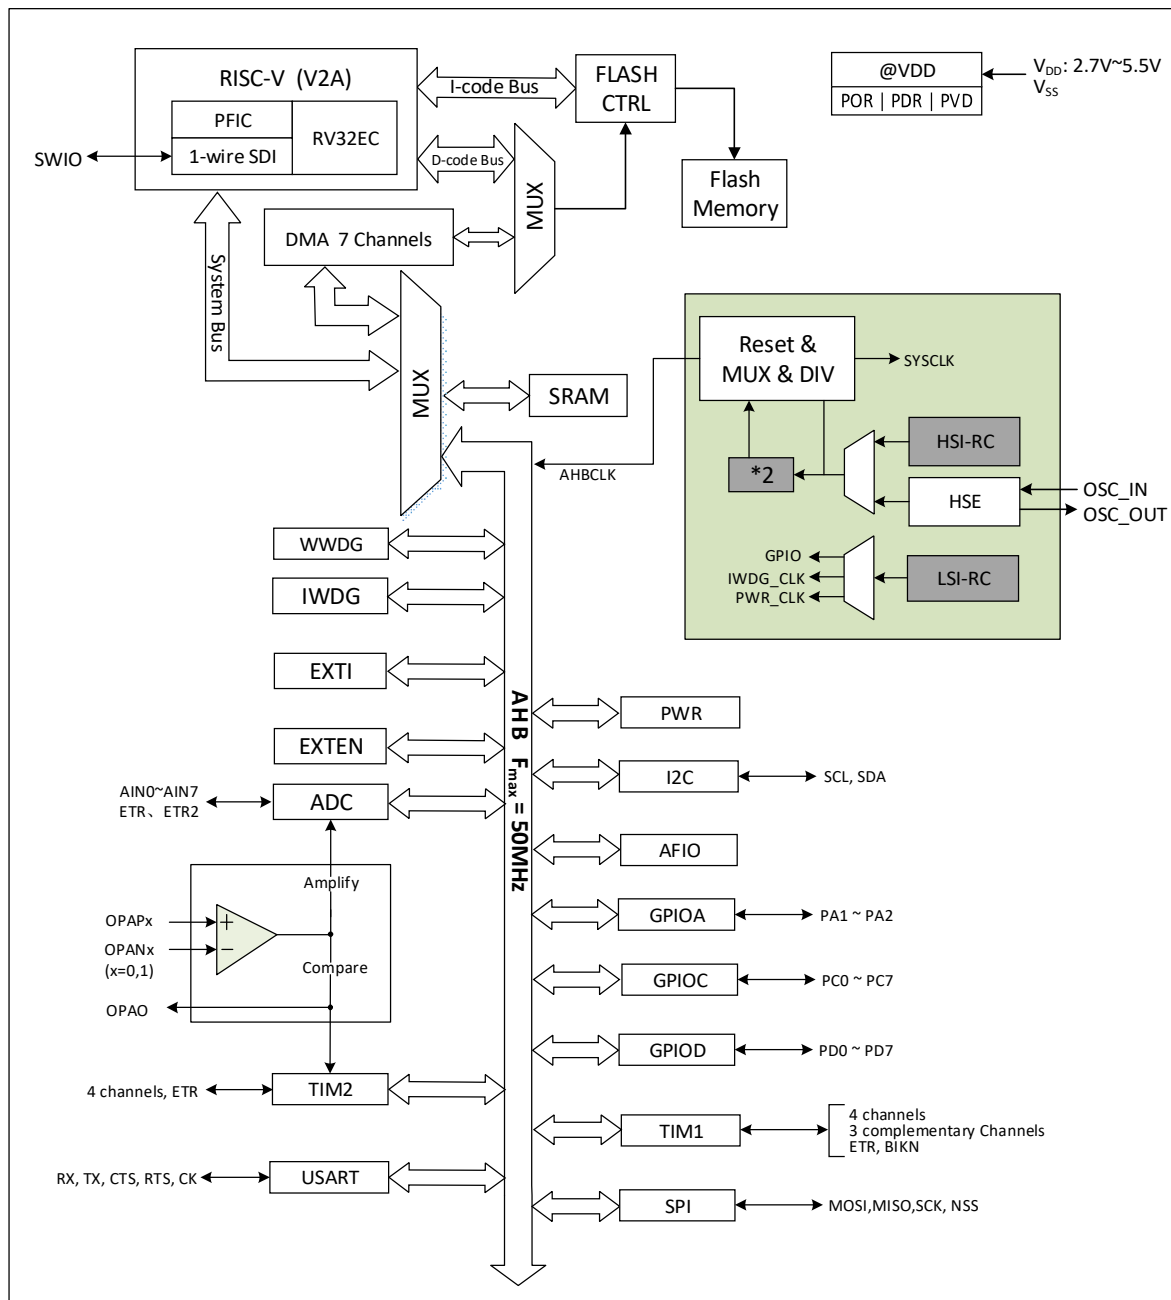 RISC-V (V2A)
PFIC
1-wire SDI
RV32EC
SWIO
I-code Bus
D-code Bus
FLASH
CTRL
Flash
Memory
MUX
@VDD
POR | PDR | PVD
VDD: 2.7V~5.5V
VSS
DMA 7 Channels
System Bus
MUX
SRAM
Reset &
MUX & DIV
SYSCLK
AHBCLK
*2
HSI-RC
HSE
OSC_IN
OSC_OUT
GPIO
IWDG_CLK
PWR_CLK
LSI-RC
WWDG
IWDG
EXTI
EXTEN
AIN0~AIN7
ETR、ETR2
ADC
Amplify
OPAPx
OPANx
(x=0,1)
+
−
Compare
OPAO
4 channels, ETR
TIM2
RX, TX, CTS, RTS, CK
USART
AHB Fmax = 50MHz
PWR
I2C
SCL, SDA
AFIO
GPIOA
PA1 ~ PA2
GPIOC
PC0 ~ PC7
GPIOD
PD0 ~ PD7
TIM1
4 channels
3 complementary Channels
ETR, BIKN
SPI
MOSI,MISO,SCK, NSS